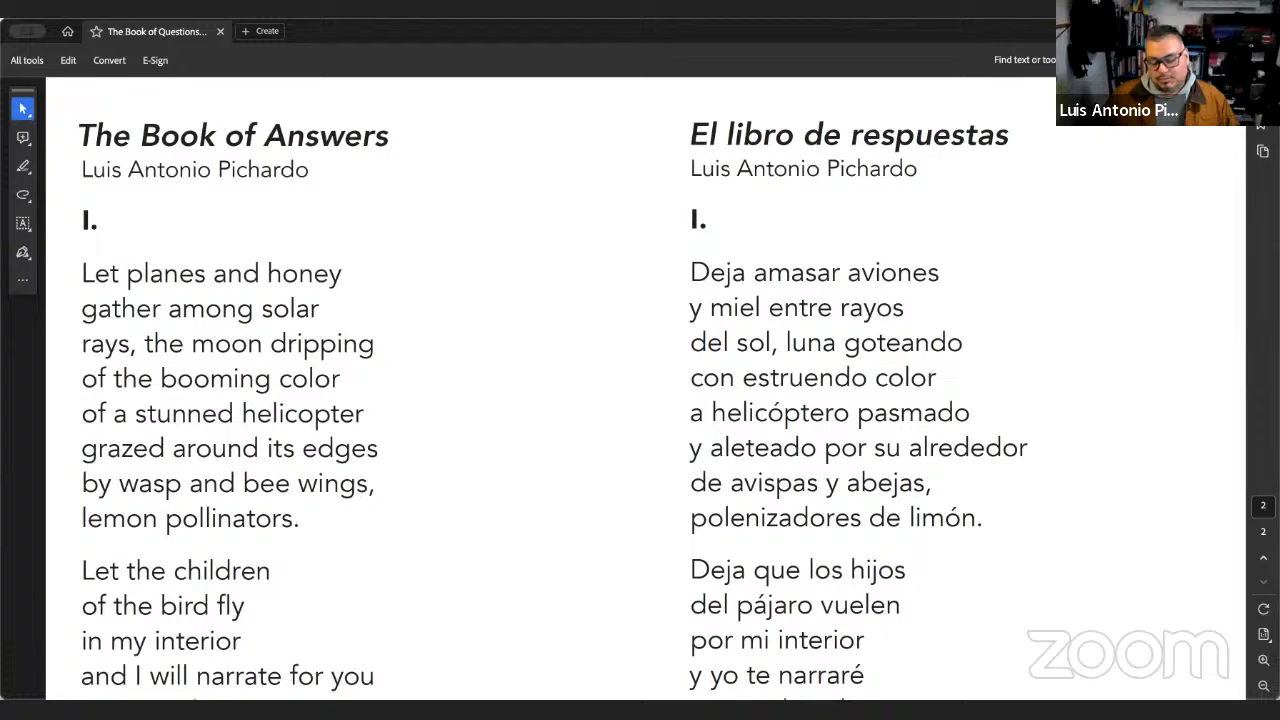 The Book of Questions...
Create
All tools
Edit
Convert
E-Sign
Find text or too
Luis Antonio Pi...
The Book of Answers
Luis Antonio Pichardo
I.
Let planes and honey
gather among solar
rays, the moon dripping
of the booming color
of a stunned helicopter
grazed around its edges
by wasp and bee wings,
lemon pollinators.
Let the children
of the bird fly
in my interior
and I will narrate for you
El libro de respuestas
Luis Antonio Pichardo
I.
Deja amasar aviones
y miel entre rayos
del sol, luna goteando
con estruendo color
a helicóptero pasmado
y aleteado por su alrededor
de avispas y abejas,
polenizadores de limón.
Deja que los hijos
del pájaro vuelen
por mi interior
y yo te narraré
2
2
zoom